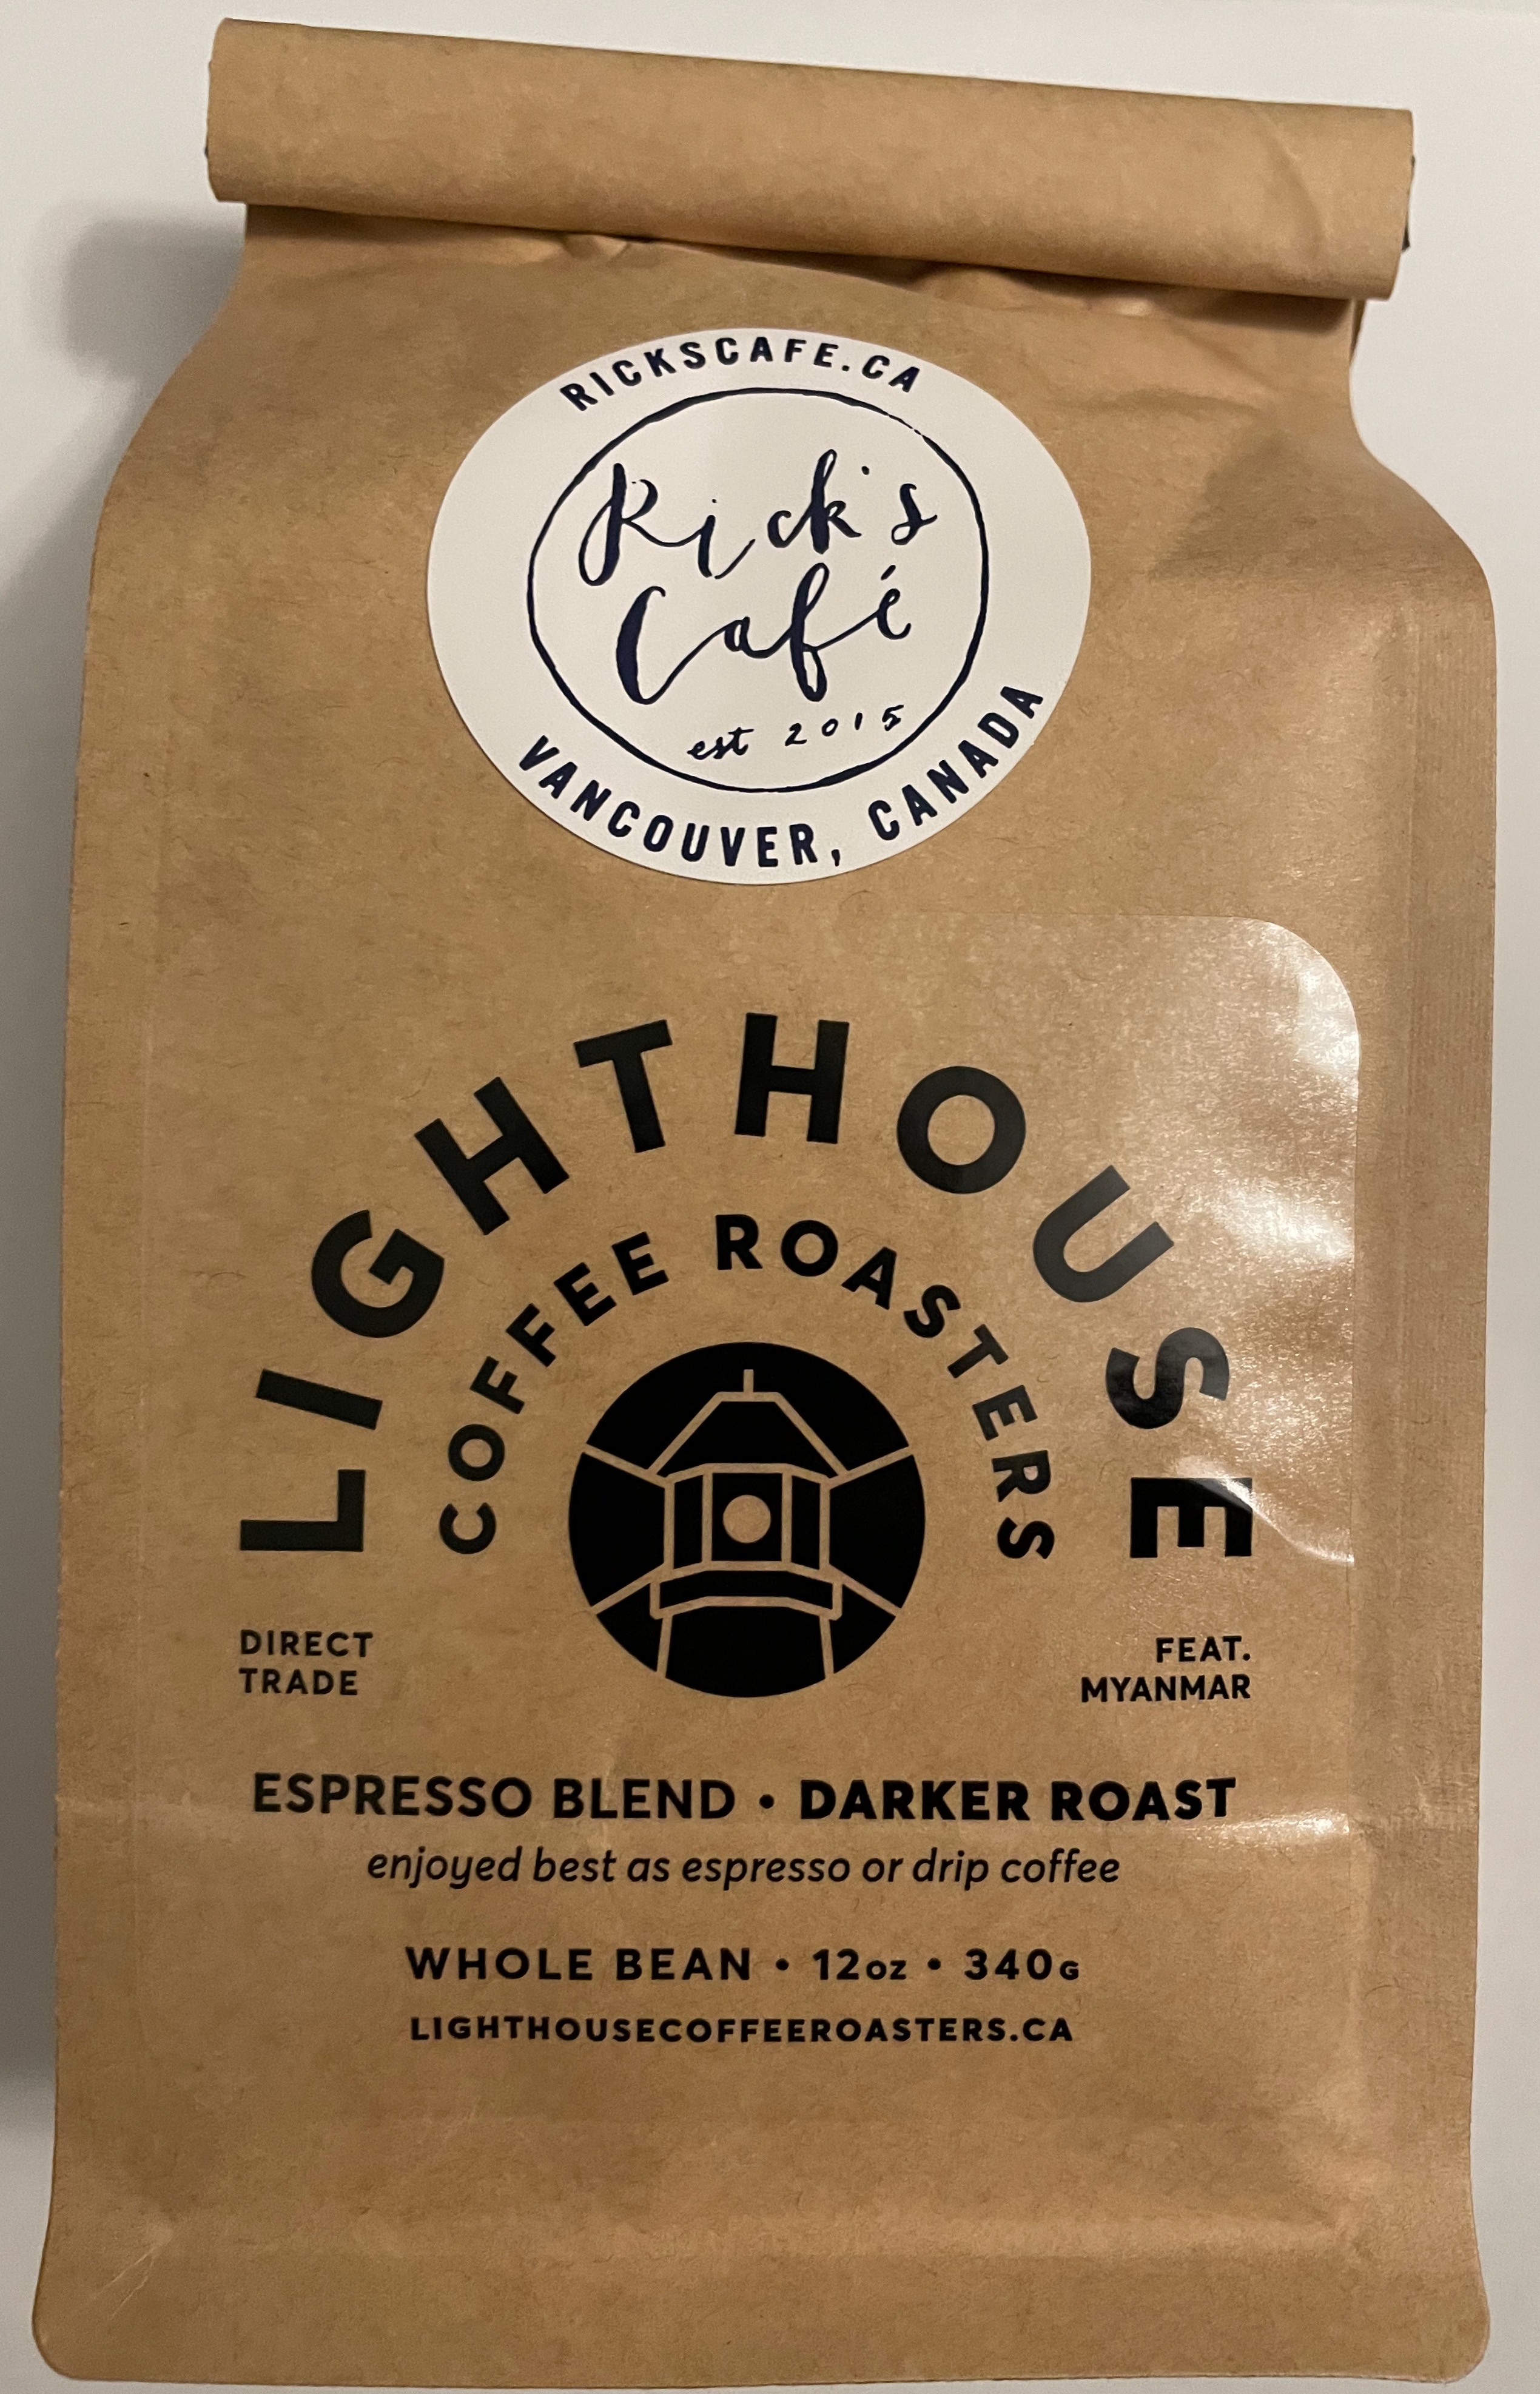 RICKSCAFE.CA
Rick's
Café
est 2015
VANCOUVER, CANADA
LIGHTHOUSE
COFFEE ROASTERS
DIRECT
TRADE
FEAT.
MYANMAR
ESPRESSO BLEND • DARKER ROAST
enjoyed best as espresso or drip coffee
WHOLE BEAN • 12oz • 340G
LIGHTHOUSECOFFEEROASTERS.CA